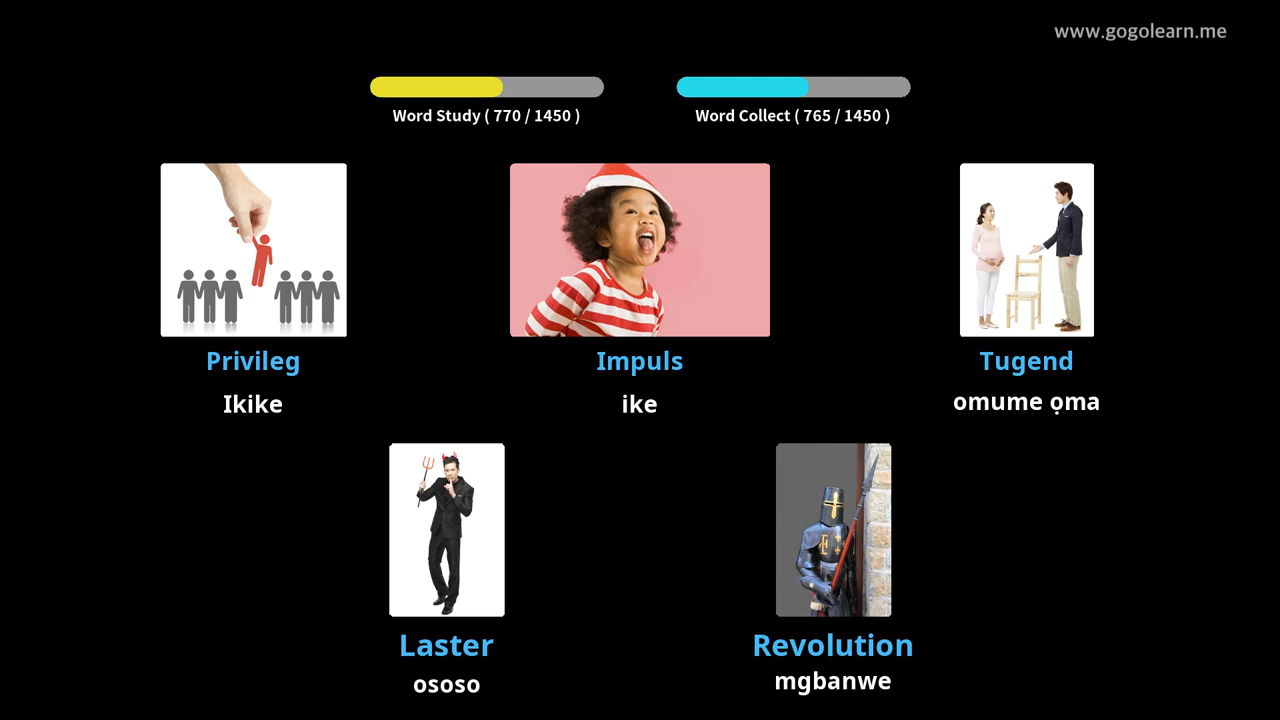 www.gogolearn.me
Word Study ( 770 / 1450 )
Word Collect ( 765 / 1450 )
Privileg
Impuls
Tugend
Ikike
ike
omume ọma
Laster
Revolution
ososo
mgbanwe